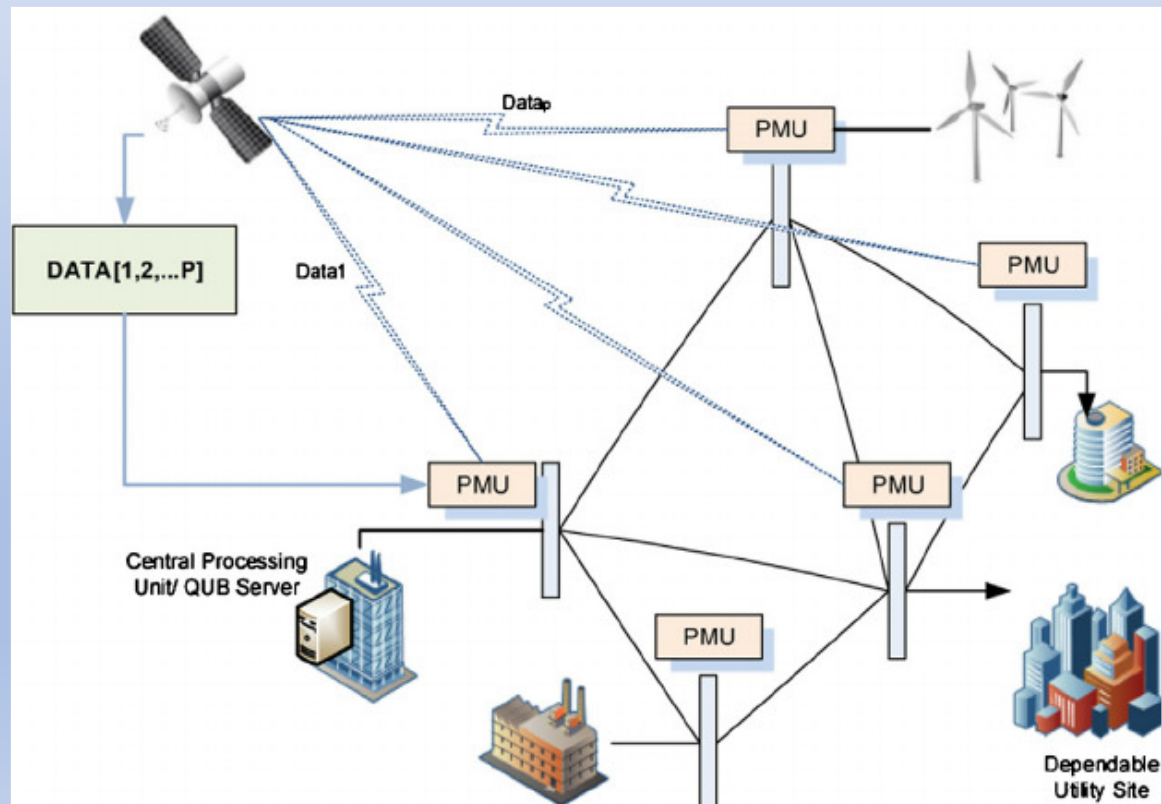 Dataₚ
PMU
PMU
DATA[1,2,...P]
Data1
PMU
PMU
Central Processing
Unit/ QUB Server
PMU
Dependable
Utility Site